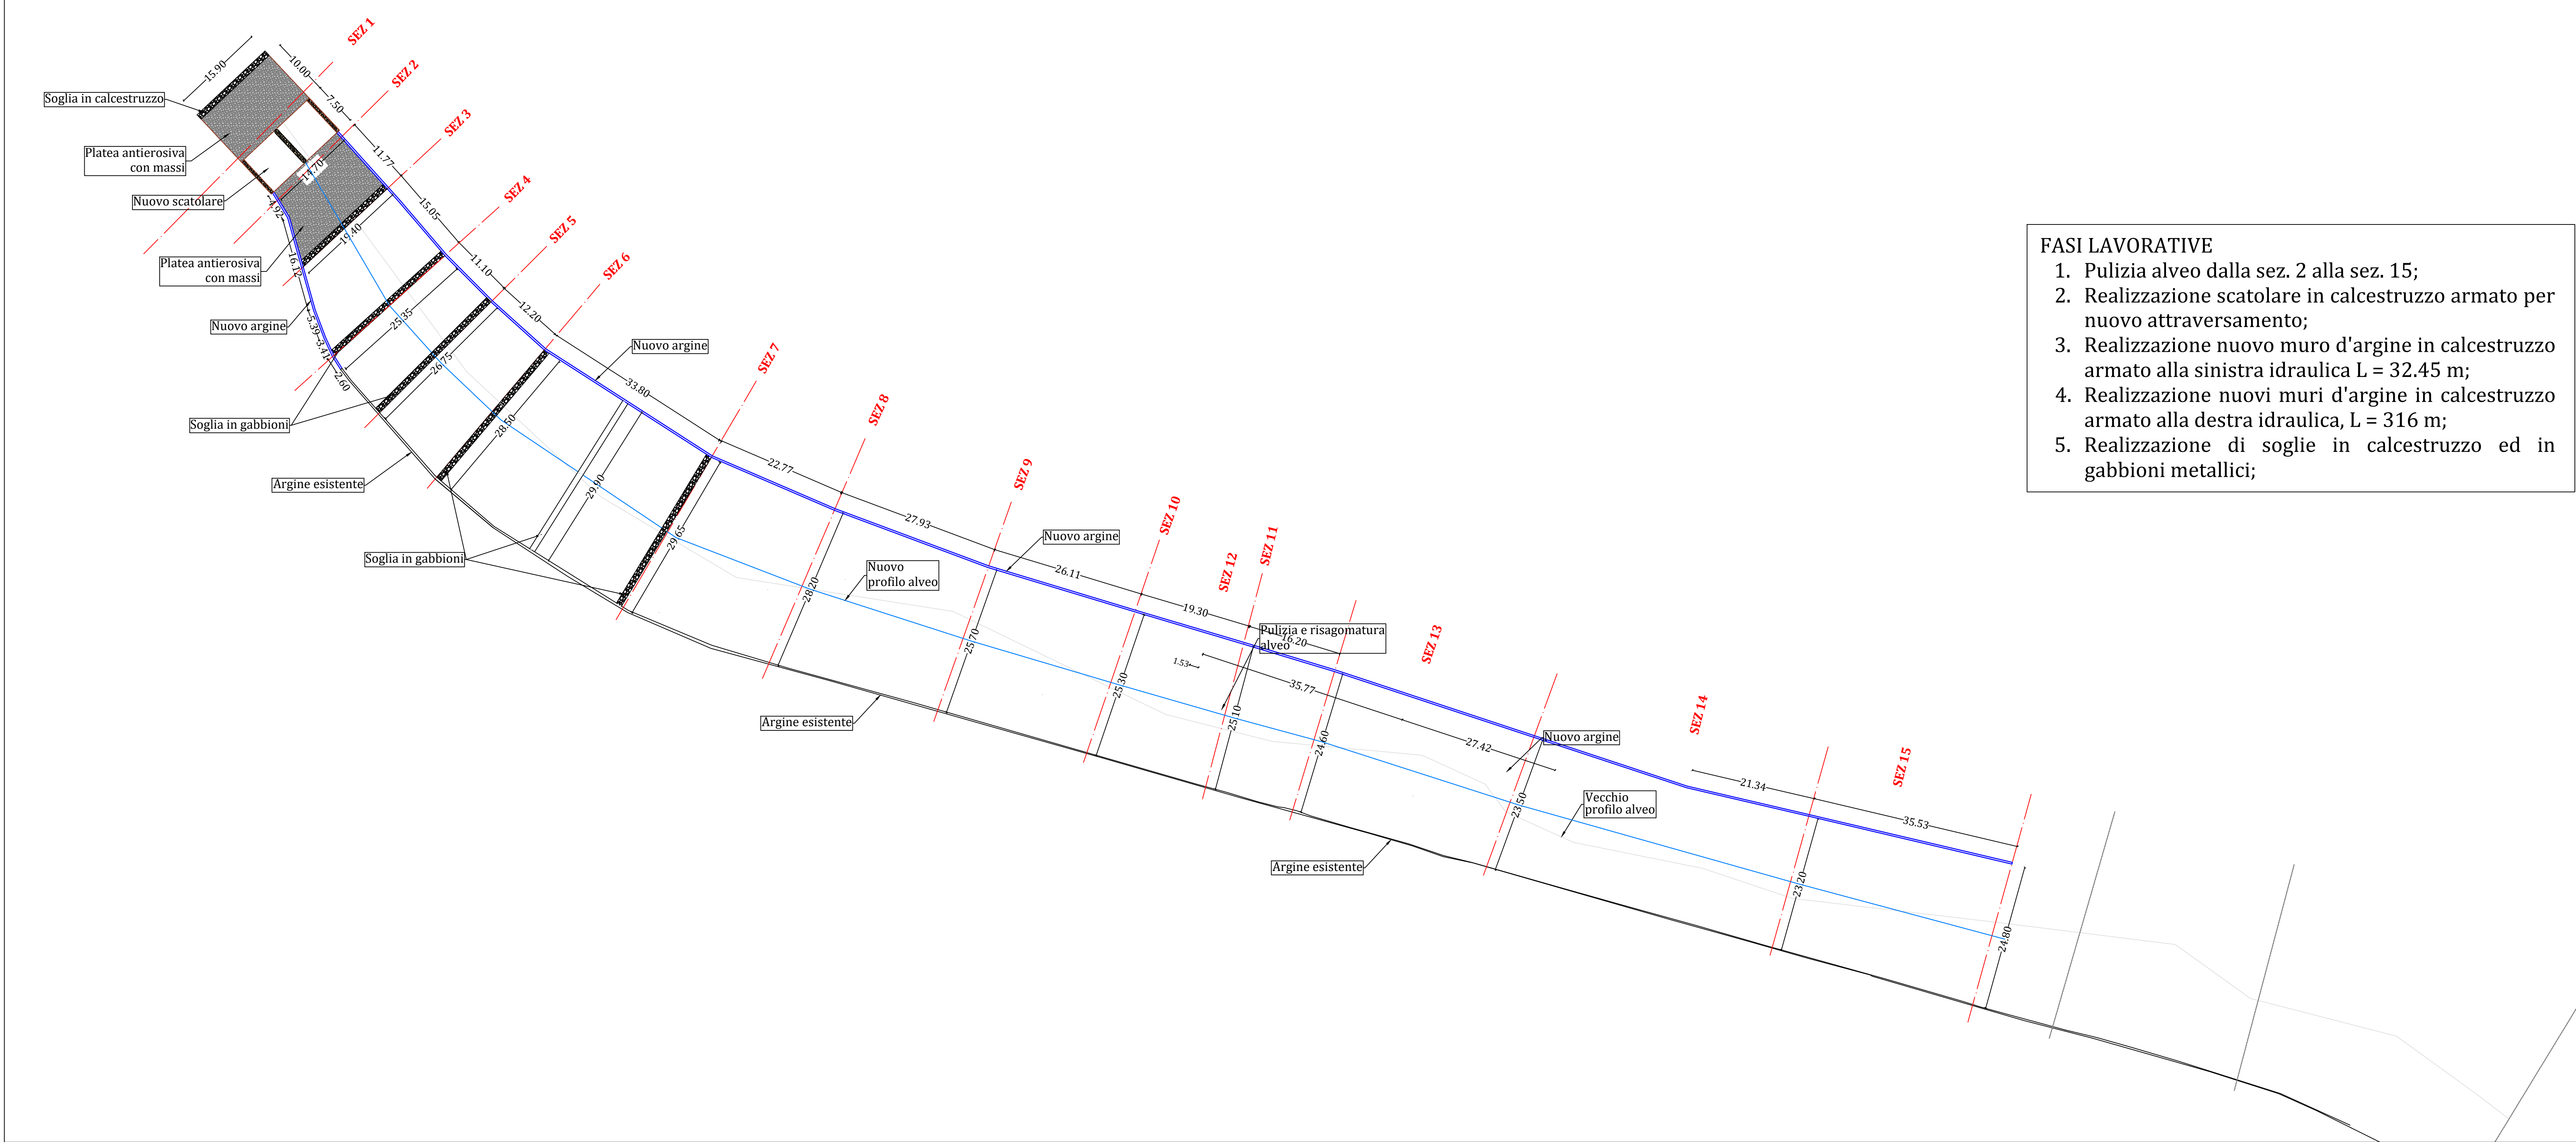 SEZ 1
SEZ 2
SEZ 3
SEZ 4
SEZ 5
SEZ 6
SEZ 7
SEZ 8
SEZ 9
SEZ 10
SEZ 12
SEZ 11
SEZ 13
SEZ 14
SEZ 15
15.90
10.00
7.50
11.77
15.05
11.10
12.20
33.80
22.77
27.93
26.11
19.30
16.20
1.53
35.77
27.42
21.34
35.53
14.70
4.92
19.40
16.12
5.39
3.41
2.60
25.35
26.75
28.50
29.90
29.65
28.20
25.70
25.30
25.10
24.60
23.50
23.20
24.80
Soglia in calcestruzzo
Platea antierosiva
con massi
Nuovo scatolare
Platea antierosiva
con massi
Nuovo argine
Soglia in gabbioni
Argine esistente
Soglia in gabbioni
Nuovo argine
Nuovo
profilo alveo
Argine esistente
Nuovo argine
Pulizia e risagomatura
alveo
Nuovo argine
Vecchio
profilo alveo
Argine esistente
FASI LAVORATIVE
1. Pulizia alveo dalla sez. 2 alla sez. 15;
2. Realizzazione scatolare in calcestruzzo armato per
nuovo attraversamento;
3. Realizzazione nuovo muro d'argine in calcestruzzo
armato alla sinistra idraulica L = 32.45 m;
4. Realizzazione nuovi muri d'argine in calcestruzzo
armato alla destra idraulica, L = 316 m;
5. Realizzazione di soglie in calcestruzzo ed in
gabbioni metallici;